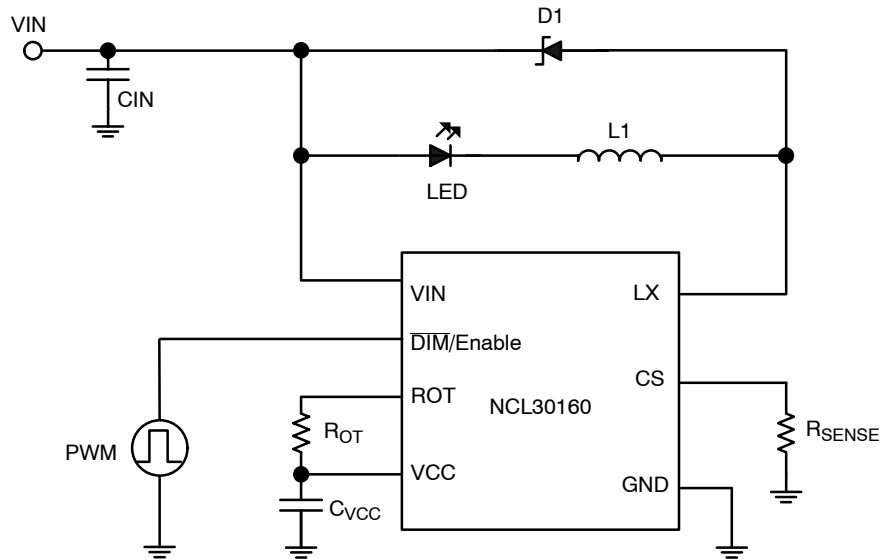 D1
VIN
CIN
L1
LED
VIN
LX
DIM/Enable
CS
ROT
NCL30160
ROT
RSENSE
PWM
VCC
GND
CVCC